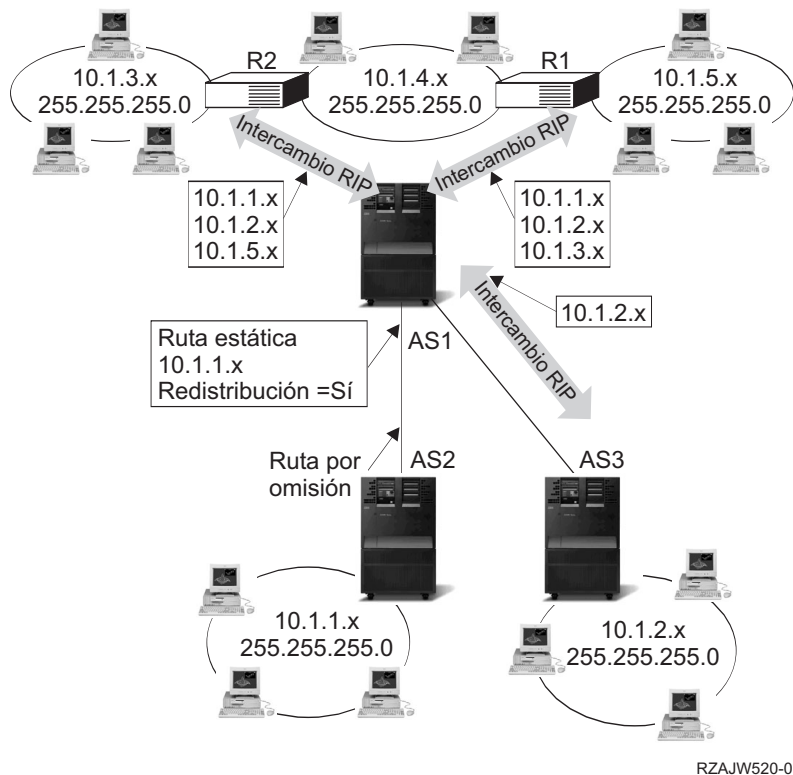 R2
R1
10.1.3.x
255.255.255.0
10.1.4.x
255.255.255.0
10.1.5.x
255.255.255.0
Intercambio RIP
Intercambio RIP
10.1.1.x
10.1.2.x
10.1.5.x
10.1.1.x
10.1.2.x
10.1.3.x
Intercambio RIP
10.1.2.x
Ruta estática
10.1.1.x
Redistribución =Sí
AS1
Ruta por
omisión
AS2
AS3
10.1.1.x
255.255.255.0
10.1.2.x
255.255.255.0
RZAJW520-0